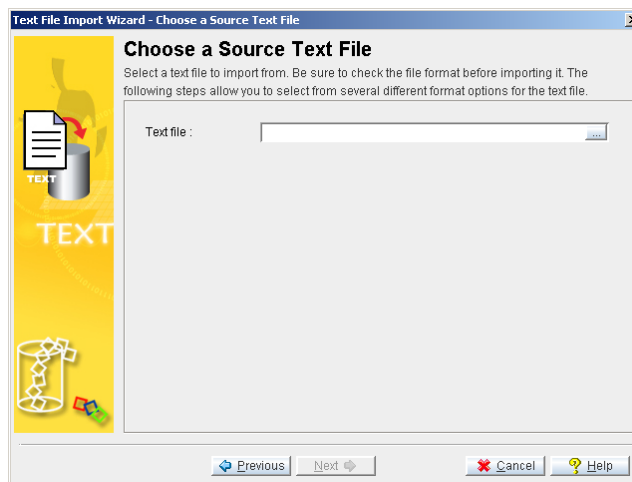 Text File Import Wizard - Choose a Source Text File
Choose a Source Text File
Select a text file to import from. Be sure to check the file format before importing it. The
following steps allow you to select from several different format options for the text file.
Text file :
...
TEXT
TEXT
Previous
Next
Cancel
Help